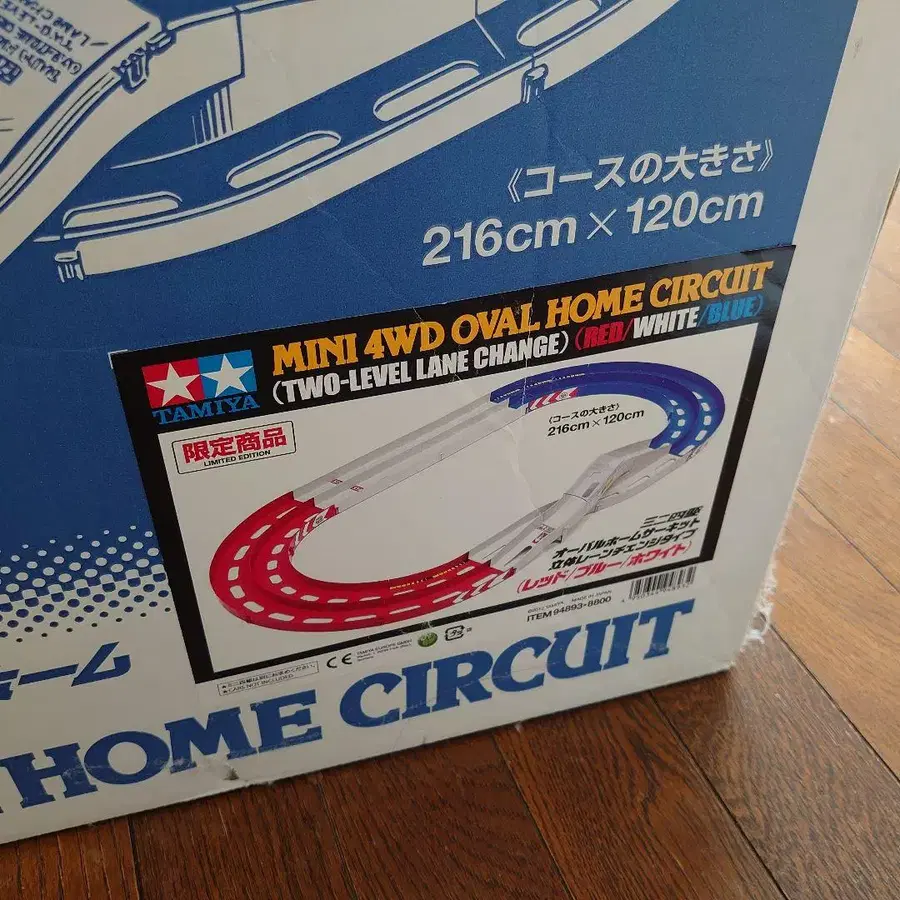 《コースの大きさ》
216cm×120cm
MINI 4WD OVAL HOME CIRCUIT
(TWO-LEVEL LANE CHANGE) (RED/WHITE/BLUE)
TAMIYA
限定商品
LIMITED EDITION
《コースの大きさ》
216cm×120cm
ミニ四駆
オーバルホームサーキット
立体レーンチェンジタイプ
(レッド/ブルー/ホワイト)
ITEM 94893-8800
CE
ーム
HOME CIRCUIT